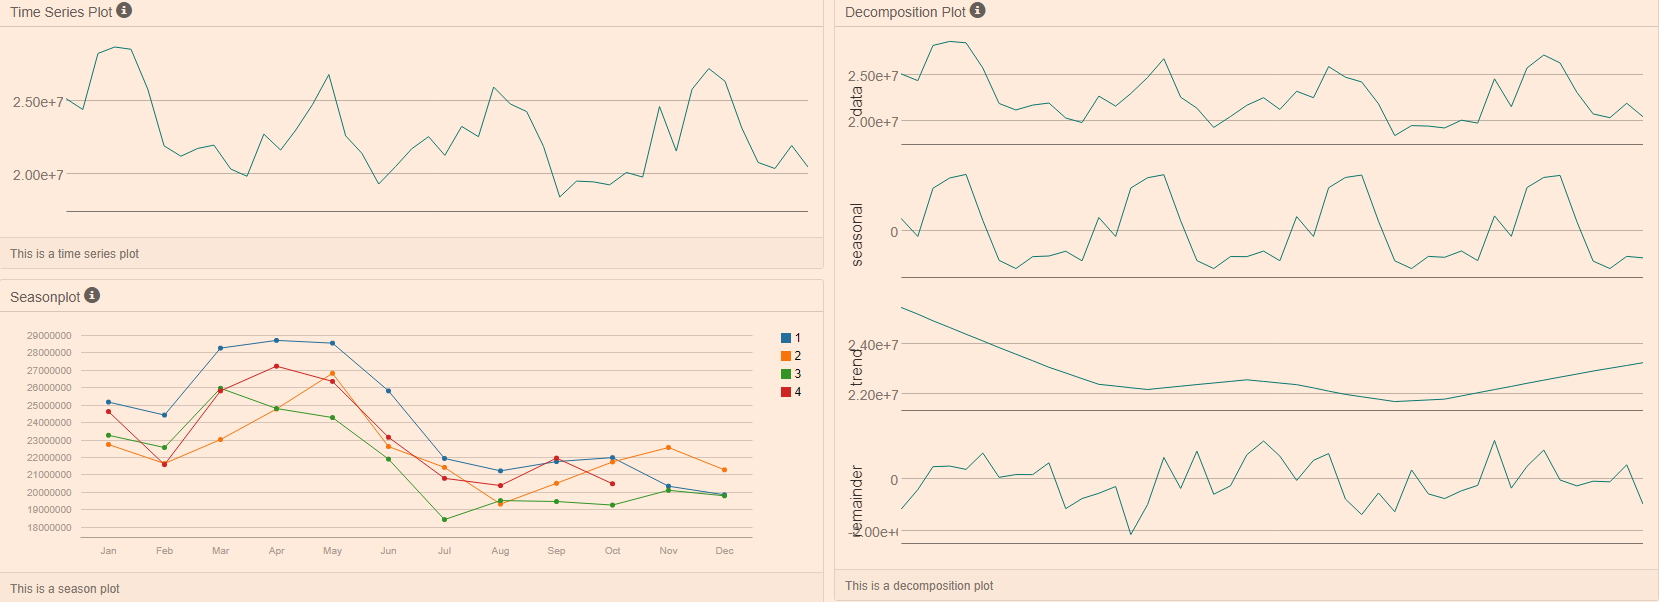 Time Series Plot
2.50e+7
2.00e+7
This is a time series plot
Seasonplot
29000000
28000000
27000000
26000000
25000000
24000000
23000000
22000000
21000000
20000000
19000000
18000000
Jan Feb Mar Apr May Jun Jul Aug Sep Oct Nov Dec
1
2
3
4
This is a season plot
Decomposition Plot
data
2.50e+7
2.00e+7
seasonal
0
trend
2.40e+7
2.20e+7
remainder
0
-2.00e+
This is a decomposition plot